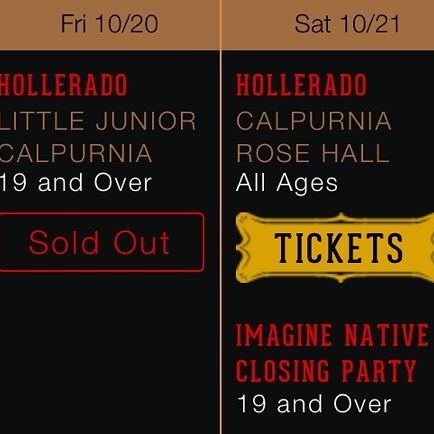 Fri 10/20
HOLLERADO
LITTLE JUNIOR
CALPURNIA
19 and Over
Sold Out
Sat 10/21
HOLLERADO
CALPURNIA
ROSE HALL
All Ages
TICKETS
IMAGINE NATIVE
CLOSING PARTY
19 and Over